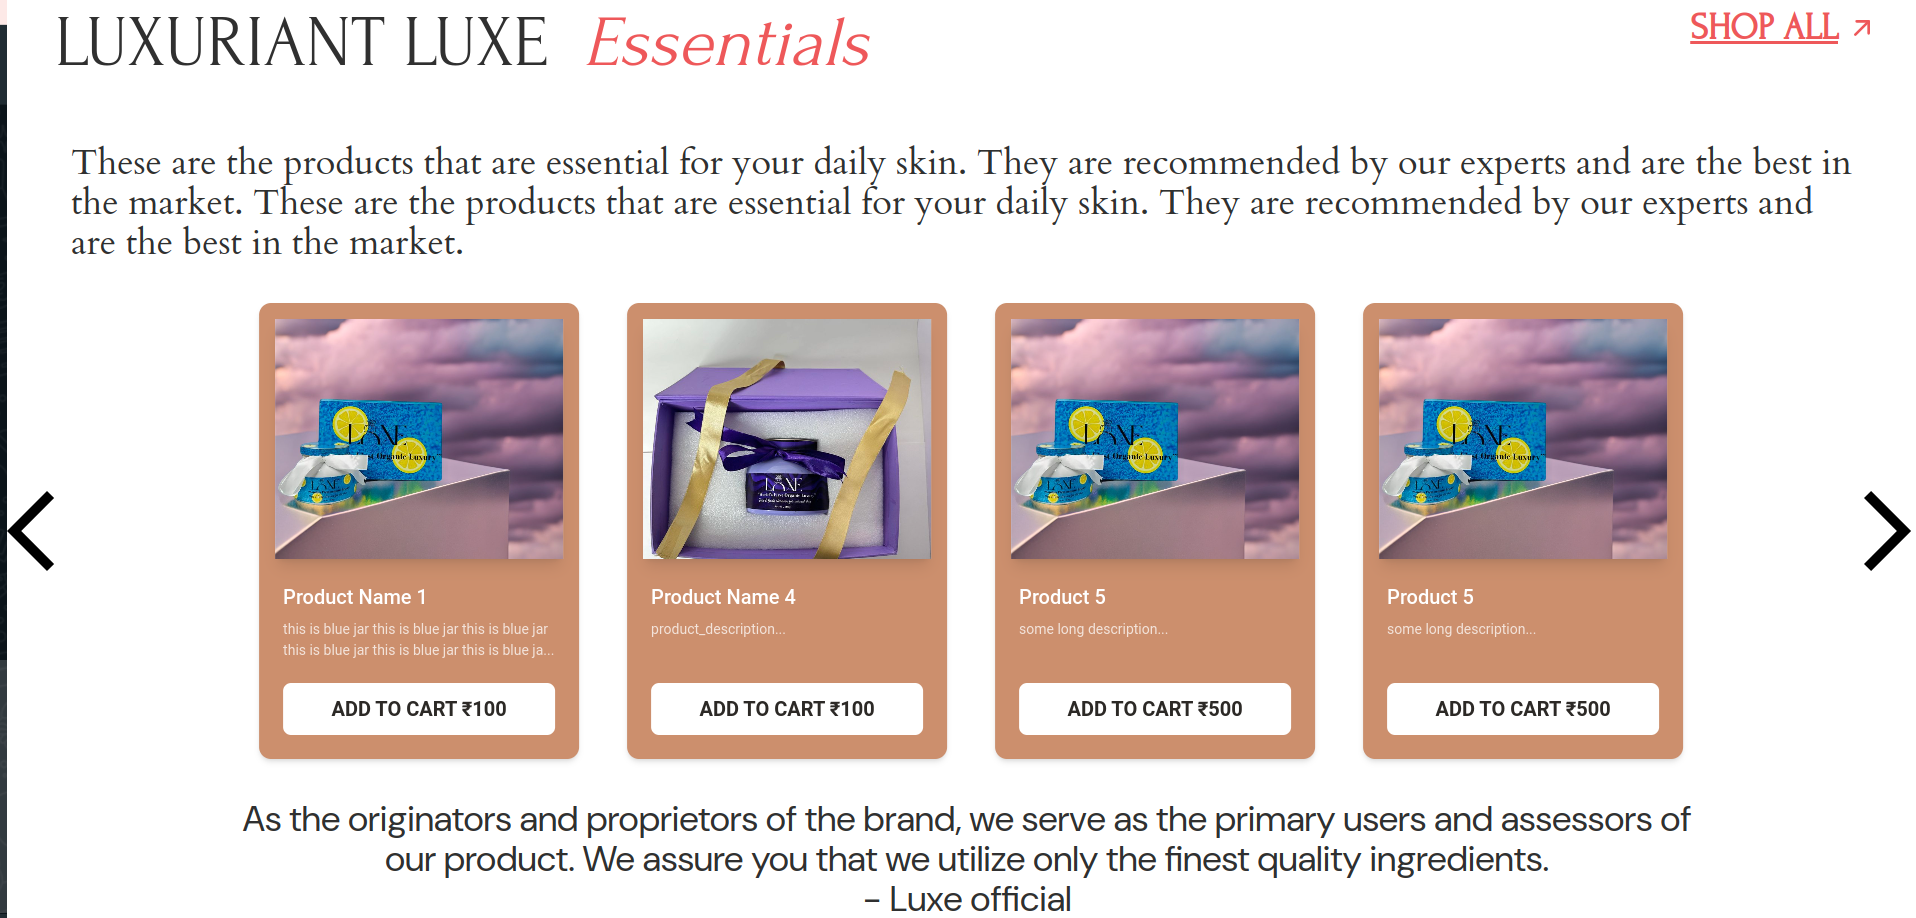 LUXURIANT LUXE Essentials
SHOP ALL
These are the products that are essential for your daily skin. They are recommended by our experts and are the best in
the market. These are the products that are essential for your daily skin. They are recommended by our experts and
are the best in the market.
LUXE
Organic Luxury
LUXE
LUXE
LUXE
Organic Luxury
LUXE
LUXE
Organic Luxury
LUXE
Product Name 1
this is blue jar this is blue jar this is blue jar
this is blue jar this is blue jar this is blue ja...
ADD TO CART ₹100
Product Name 4
product_description...
ADD TO CART ₹100
Product 5
some long description...
ADD TO CART ₹500
Product 5
some long description...
ADD TO CART ₹500
As the originators and proprietors of the brand, we serve as the primary users and assessors of
our product. We assure you that we utilize only the finest quality ingredients.
- Luxe official